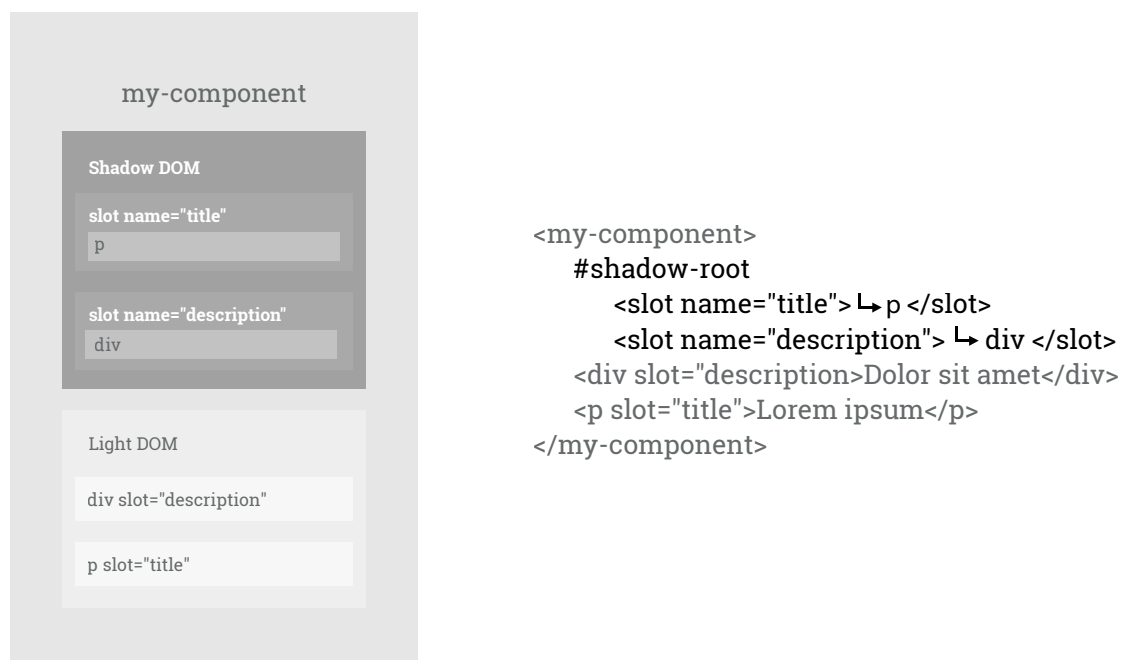 my-component
Shadow DOM
slot name="title"
p
slot name="description"
div
Light DOM
div slot="description"
p slot="title"
<my-component>
#shadow-root
<slot name="title">↳p </slot>
<slot name="description"> ↳ div </slot>
<div slot="description>Dolor sit amet</div>
<p slot="title">Lorem ipsum</p>
</my-component>